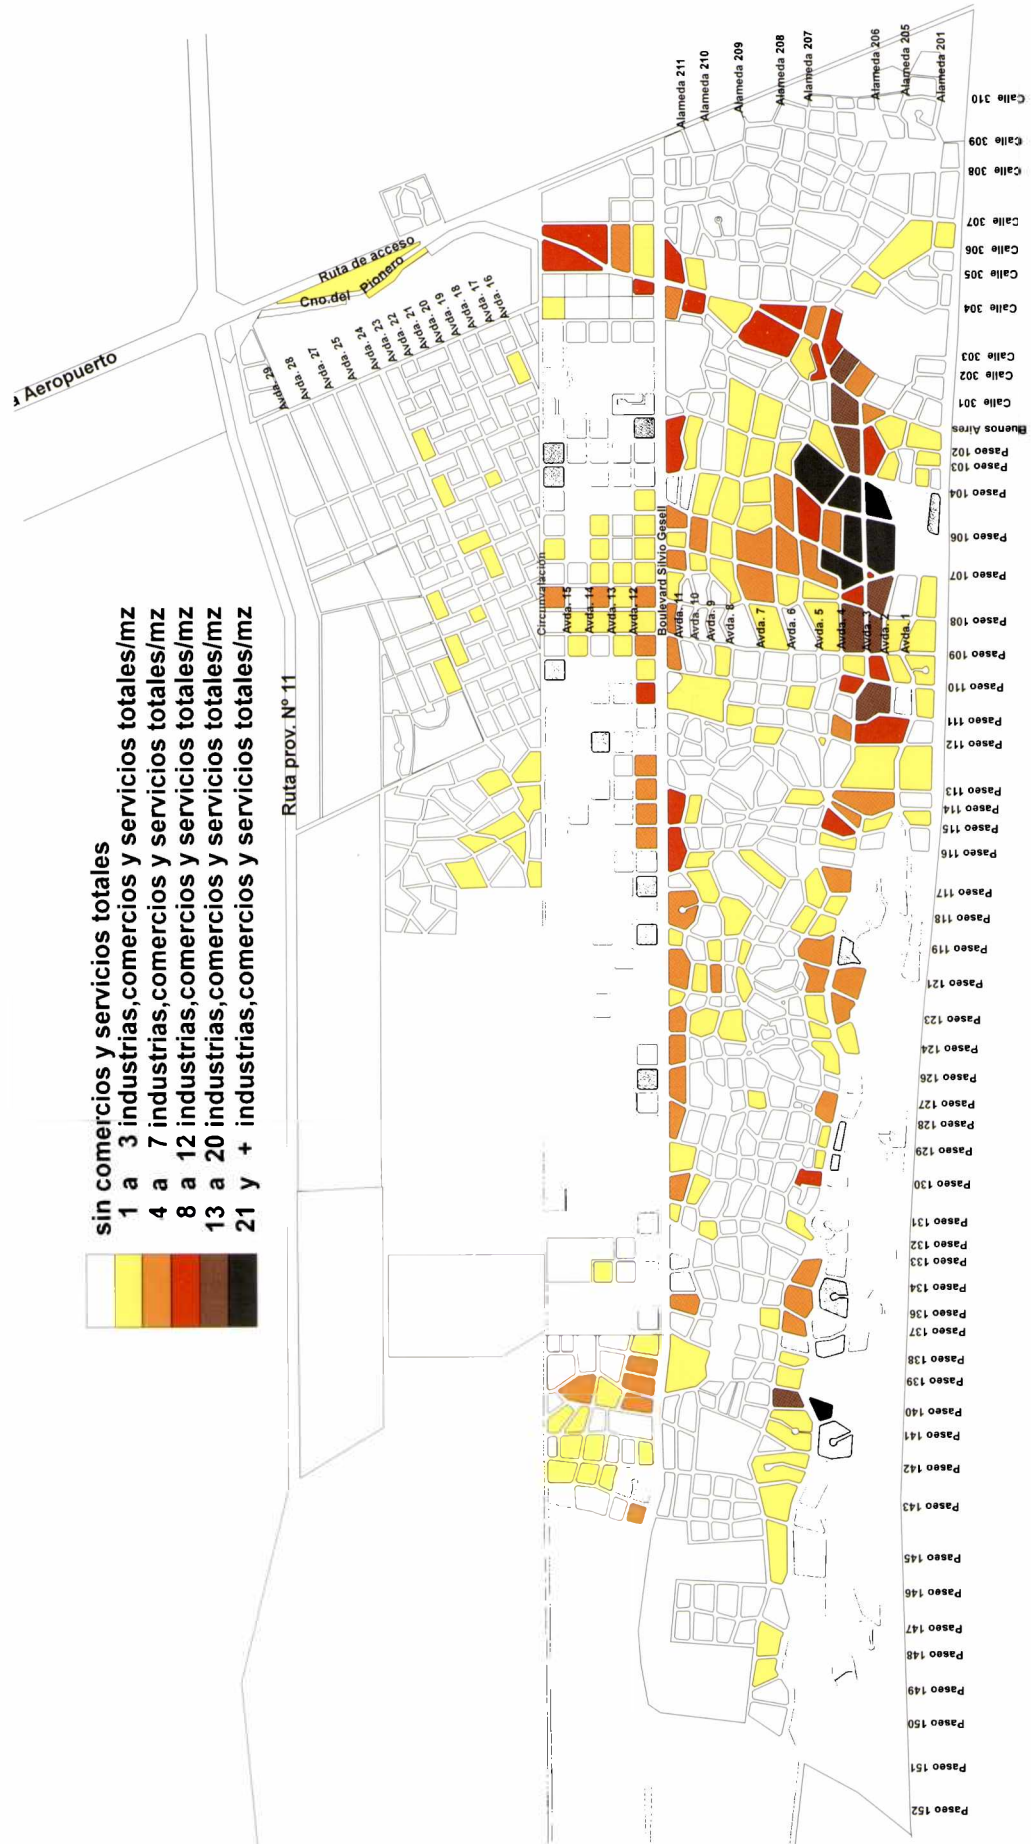 sin comercios y servicios totales
1 a 3 industrias,comercios y servicios totales/mz
4 a 7 industrias,comercios y servicios totales/mz
8 a 12 industrias,comercios y servicios totales/mz
13 a 20 industrias,comercios y servicios totales/mz
21 y + industrias,comercios y servicios totales/mz
a Aeropuerto
Ruta prov. Nº 11
Ruta de acceso
Cno.del Pionero
Avda. 29
Avda. 28
Avda. 27
Avda. 25
Avda. 24
Avda. 23
Avda. 22
Avda. 21
Avda. 20
Avda. 19
Avda. 18
Avda. 17
Avda. 16
Circunvalación
Avda. 15
Avda. 14
Avda. 13
Avda. 12
Boulevard Silvio Gesell
Avda. 11
Avda. 10
Avda. 9
Avda. 8
Avda. 7
Avda. 6
Avda. 5
Avda. 4
Avda. 3
Avda. 2
Avda. 1
Alameda 211
Alameda 210
Alameda 209
Alameda 208
Alameda 207
Alameda 206
Alameda 205
Alameda 201
Calle 310
Calle 309
Calle 308
Calle 307
Calle 306
Calle 305
Calle 304
Calle 303
Calle 302
Calle 301
Buenos Aires
Paseo 102
Paseo 103
Paseo 104
Paseo 106
Paseo 107
Paseo 108
Paseo 109
Paseo 110
Paseo 111
Paseo 112
Paseo 113
Paseo 114
Paseo 115
Paseo 116
Paseo 117
Paseo 118
Paseo 119
Paseo 121
Paseo 123
Paseo 124
Paseo 126
Paseo 127
Paseo 128
Paseo 129
Paseo 130
Paseo 131
Paseo 132
Paseo 133
Paseo 134
Paseo 136
Paseo 137
Paseo 138
Paseo 139
Paseo 140
Paseo 141
Paseo 142
Paseo 143
Paseo 145
Paseo 146
Paseo 147
Paseo 148
Paseo 149
Paseo 150
Paseo 151
Paseo 152